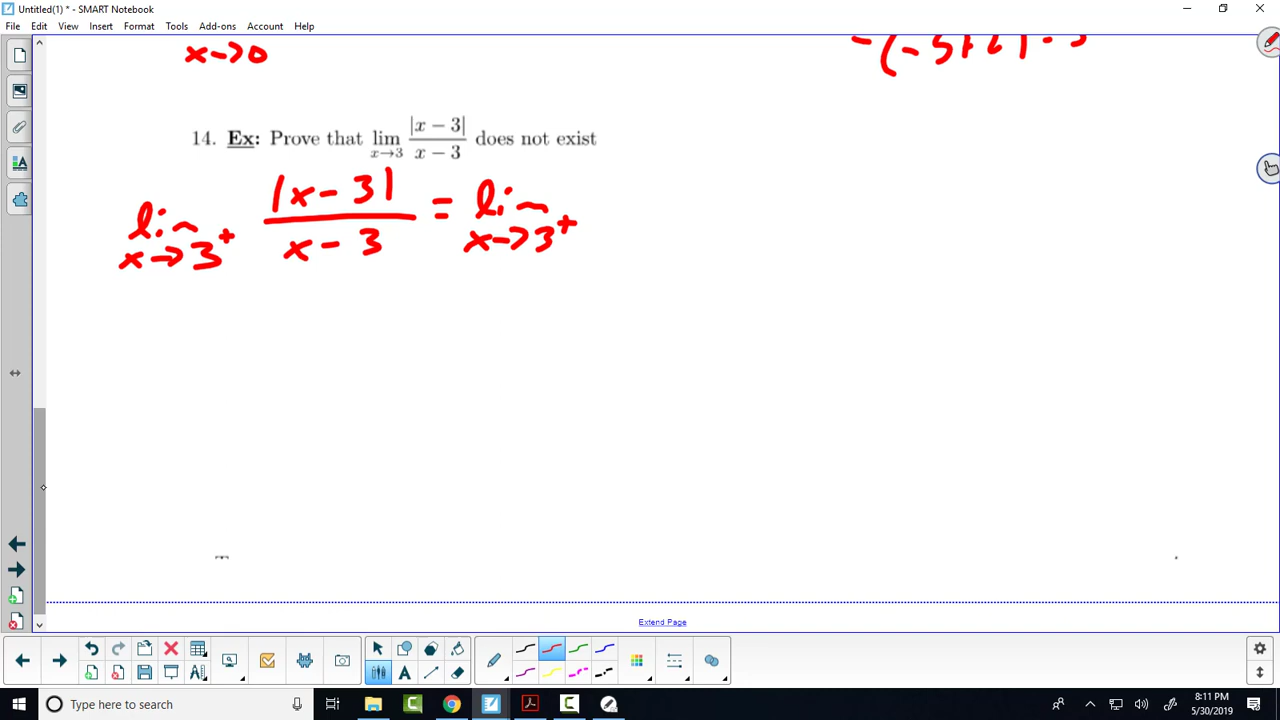 Untitled(1) * - SMART Notebook
File Edit View Insert Format Tools Add-ons Account Help
x→0
-(-5+2)
14. Ex: Prove that lim x→3 |x − 3| / x − 3 does not exist
lim x→3⁺ |x − 3| / x − 3 = lim x→3⁺
Extend Page
Type here to search
8:11 PM
5/30/2019